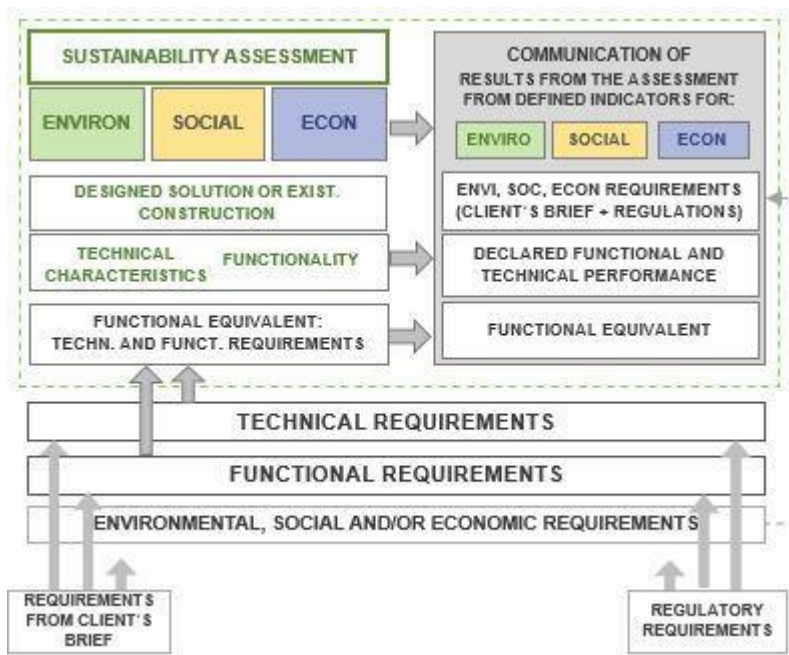 SUSTAINABILITY ASSESSMENT
ENVIRON
SOCIAL
ECON
DESIGNED SOLUTION OR EXIST.
CONSTRUCTION
TECHNICAL
CHARACTERISTICS
FUNCTIONALITY
FUNCTIONAL EQUIVALENT:
TECHN. AND FUNCT. REQUIREMENTS
COMMUNICATION OF
RESULTS FROM THE ASSESSMENT
FROM DEFINED INDICATORS FOR:
ENVIRO
SOCIAL
ECON
ENVI, SOC, ECON REQUIREMENTS
(CLIENT´S BRIEF + REGULATIONS)
DECLARED FUNCTIONAL AND
TECHNICAL PERFORMANCE
FUNCTIONAL EQUIVALENT
TECHNICAL REQUIREMENTS
FUNCTIONAL REQUIREMENTS
ENVIRONMENTAL, SOCIAL AND/OR ECONOMIC REQUIREMENTS
REQUIREMENTS
FROM CLIENT´S
BRIEF
REGULATORY
REQUIREMENTS